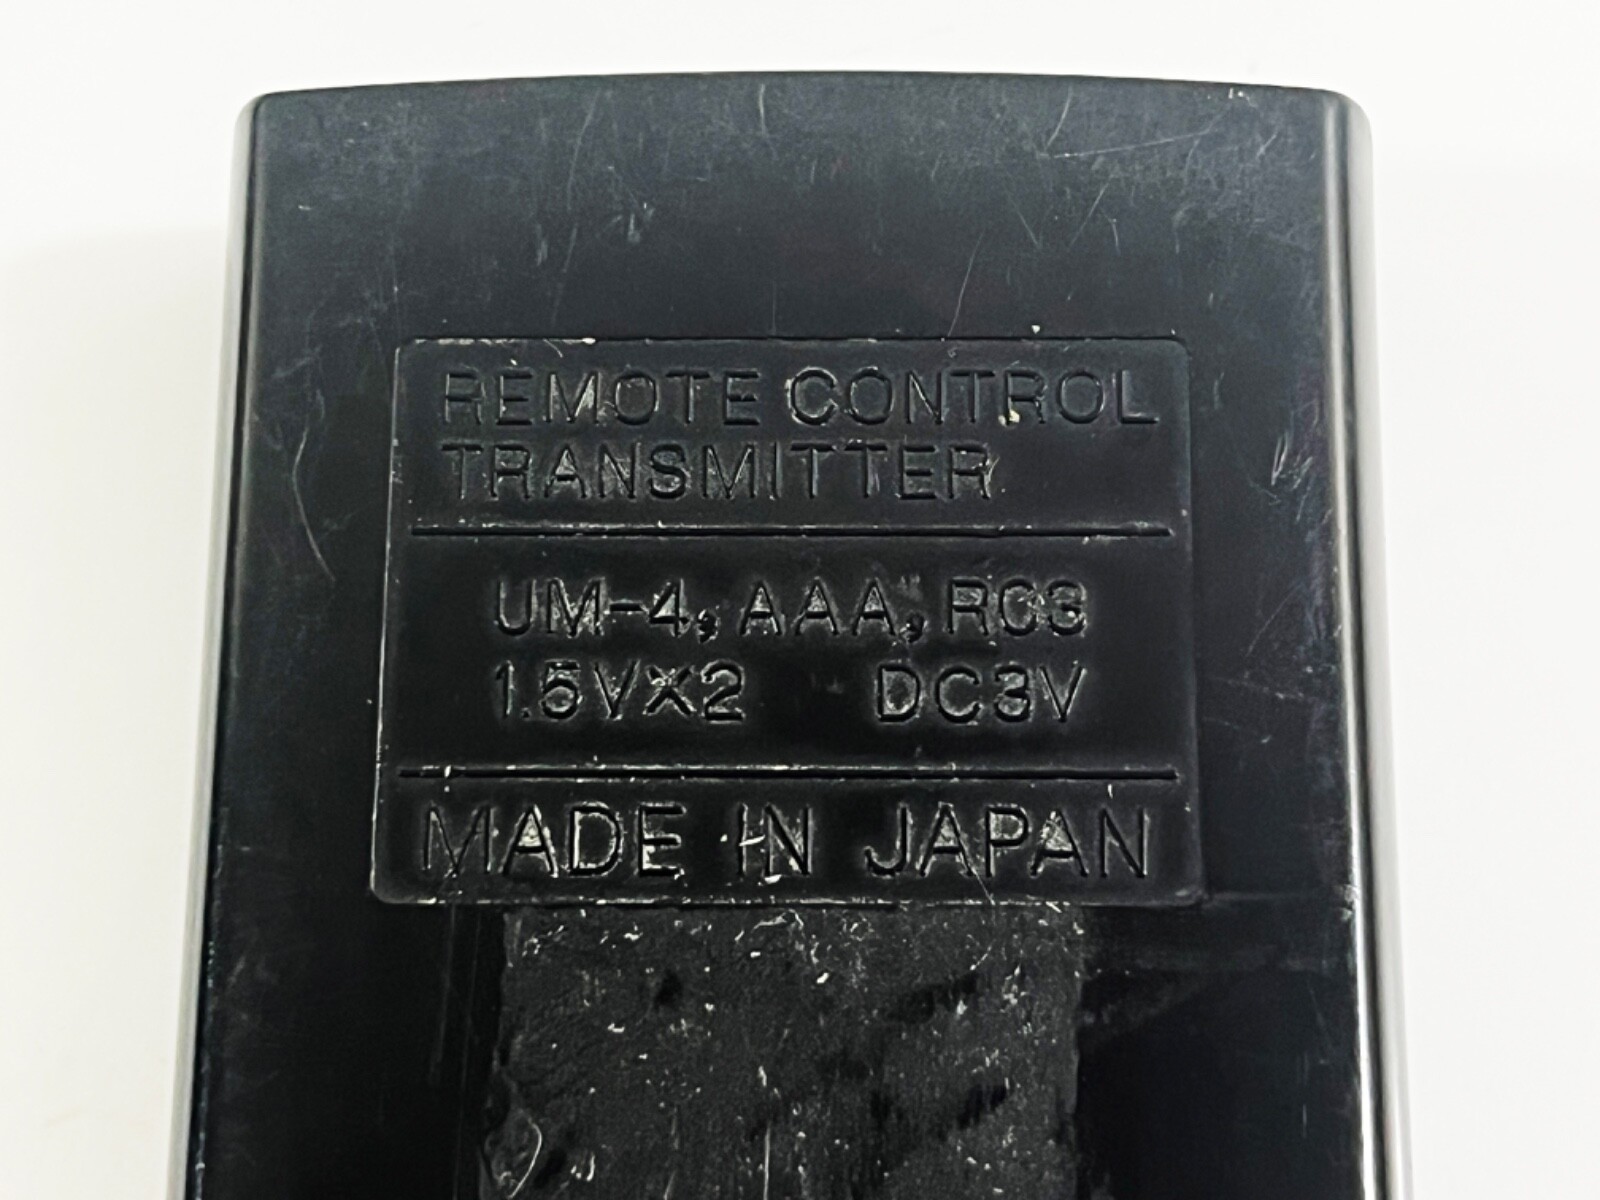 REMOTE CONTROL
TRANSMITTER
UM-4, AAA, RC3
1.5V×2 DC3V
MADE IN JAPAN